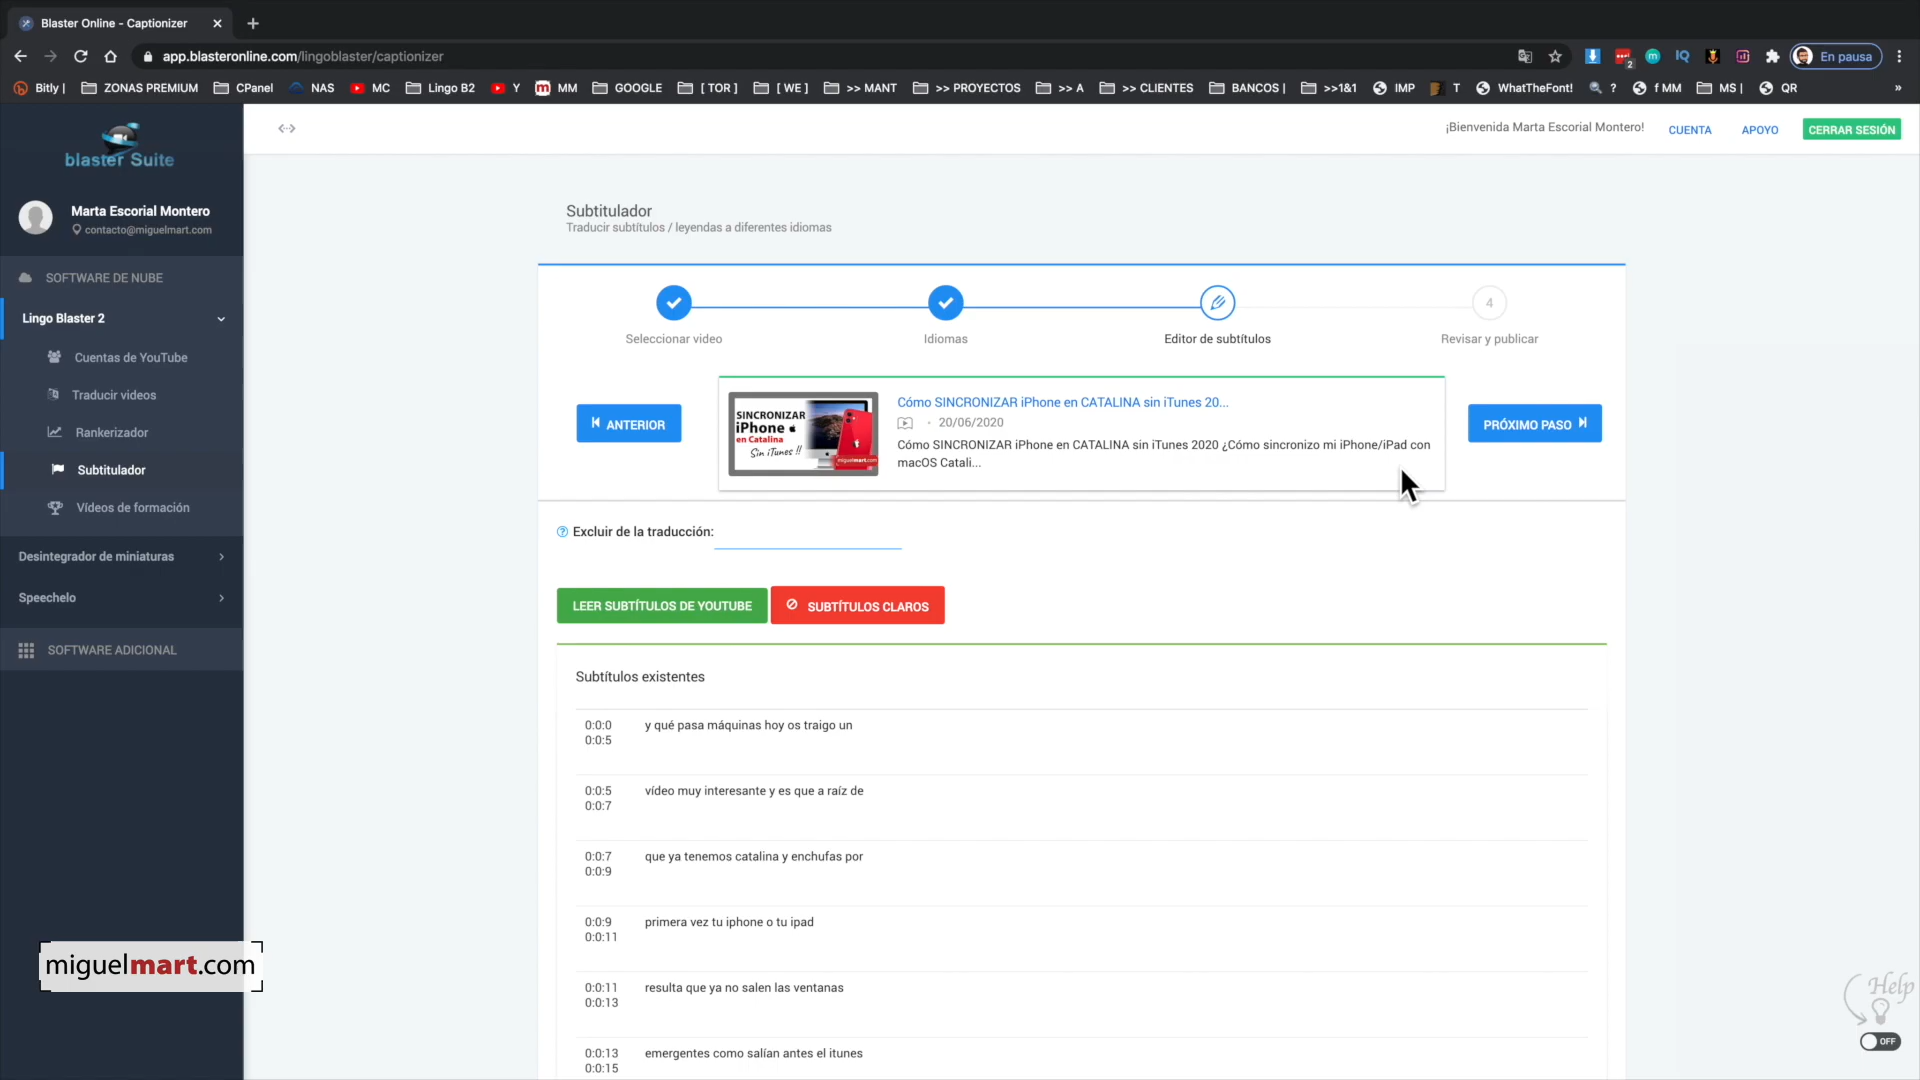 Blaster Online - Captionizer
app.blasteronline.com/lingoblaster/captionizer
2
IQ
En pausa
Bitly |
ZONAS PREMIUM
CPanel
NAS
MC
Lingo B2
Y
MM
GOOGLE
[ TOR ]
[ WE ]
>> MANT
>> PROYECTOS
>> A
>> CLIENTES
BANCOS |
>>1&1
IMP
T
WhatTheFont!
?
f MM
MS |
QR
»
blaster Suite
¡Bienvenida Marta Escorial Montero!
CUENTA
APOYO
CERRAR SESIÓN
Marta Escorial Montero
contacto@miguelmart.com
SOFTWARE DE NUBE
Lingo Blaster 2
Cuentas de YouTube
Traducir videos
Rankerizador
Subtitulador
Vídeos de formación
Desintegrador de miniaturas
Speechelo
SOFTWARE ADICIONAL
Subtitulador
Traducir subtítulos / leyendas a diferentes idiomas
4
Seleccionar video
Idiomas
Editor de subtítulos
Revisar y publicar
ANTERIOR
SINCRONIZAR
iPhone
en Catalina
Sin iTunes !!
miguelmart.com
Cómo SINCRONIZAR iPhone en CATALINA sin iTunes 20...
· 20/06/2020
Cómo SINCRONIZAR iPhone en CATALINA sin iTunes 2020 ¿Cómo sincronizo mi iPhone/iPad con
macOS Catali...
PRÓXIMO PASO
Excluir de la traducción:
LEER SUBTÍTULOS DE YOUTUBE
SUBTÍTULOS CLAROS
Subtítulos existentes
0:0:0
0:0:5
y qué pasa máquinas hoy os traigo un
0:0:5
0:0:7
vídeo muy interesante y es que a raíz de
0:0:7
0:0:9
que ya tenemos catalina y enchufas por
0:0:9
0:0:11
primera vez tu iphone o tu ipad
0:0:11
0:0:13
resulta que ya no salen las ventanas
0:0:13
0:0:15
emergentes como salían antes el itunes
miguelmart.com
Help
OFF